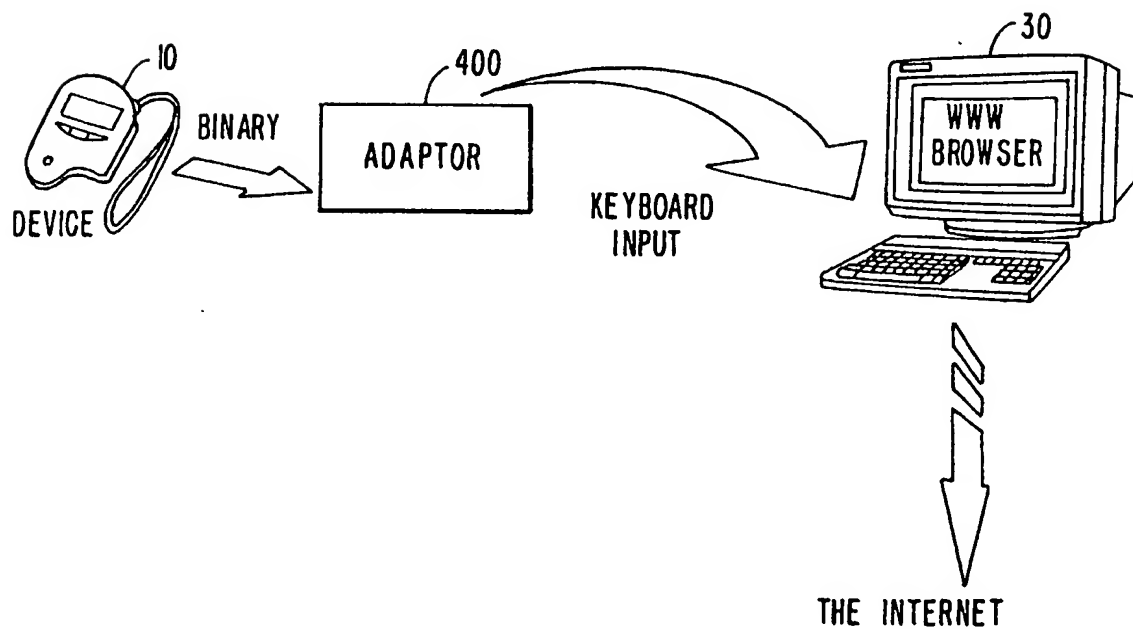 10
400
30
BINARY
ADAPTOR
WWW
BROWSER
DEVICE
KEYBOARD
INPUT
THE INTERNET